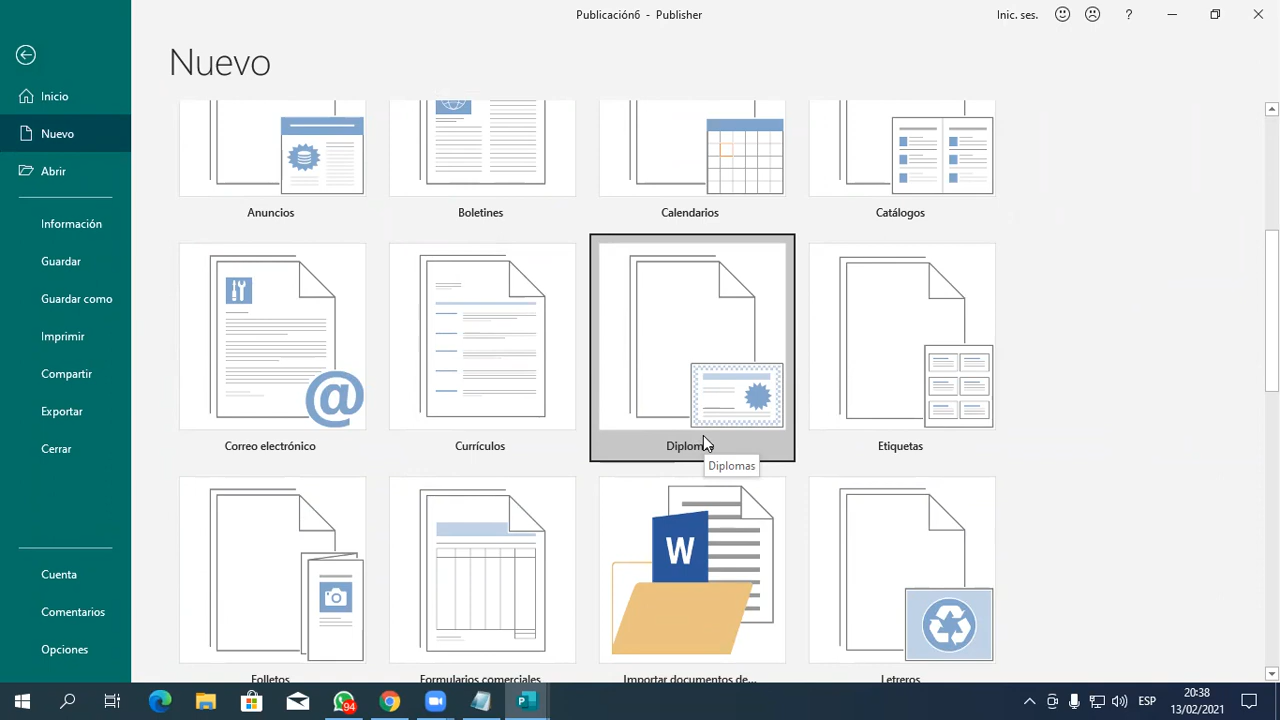 Publicación6 - Publisher
Inic. ses.
?
Nuevo
Inicio
Nuevo
Abrir
Información
Guardar
Guardar como
Imprimir
Compartir
Exportar
Cerrar
Cuenta
Comentarios
Opciones
Anuncios
Boletines
Calendarios
Catálogos
@
Correo electrónico
Currículos
Diplomas
Etiquetas
Diplomas
W
Folletos
Formularios comerciales
Importar documentos de...
Letreros
94
ESP
20:38
13/02/2021